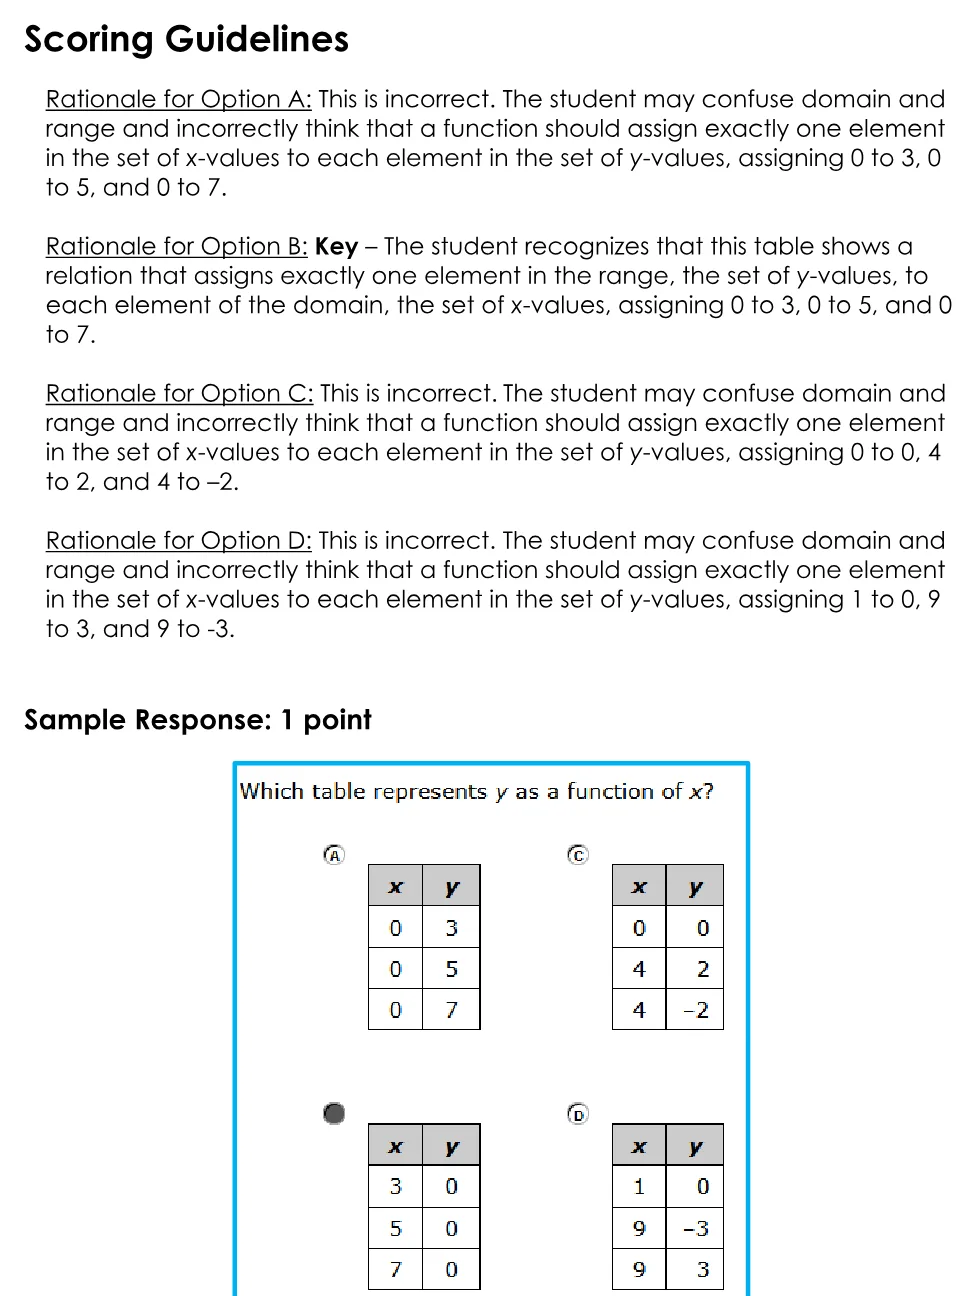 Scoring Guidelines
Rationale for Option A: This is incorrect. The student may confuse domain and
range and incorrectly think that a function should assign exactly one element
in the set of x-values to each element in the set of y-values, assigning 0 to 3, 0
to 5, and 0 to 7.
Rationale for Option B: Key – The student recognizes that this table shows a
relation that assigns exactly one element in the range, the set of y-values, to
each element of the domain, the set of x-values, assigning 0 to 3, 0 to 5, and 0
to 7.
Rationale for Option C: This is incorrect. The student may confuse domain and
range and incorrectly think that a function should assign exactly one element
in the set of x-values to each element in the set of y-values, assigning 0 to 0, 4
to 2, and 4 to –2.
Rationale for Option D: This is incorrect. The student may confuse domain and
range and incorrectly think that a function should assign exactly one element
in the set of x-values to each element in the set of y-values, assigning 1 to 0, 9
to 3, and 9 to -3.
Sample Response: 1 point
Which table represents y as a function of x?
A
x y
0 3
0 5
0 7
C
x y
0 0
4 2
4 −2
x y
3 0
5 0
7 0
D
x y
1 0
9 −3
9 3